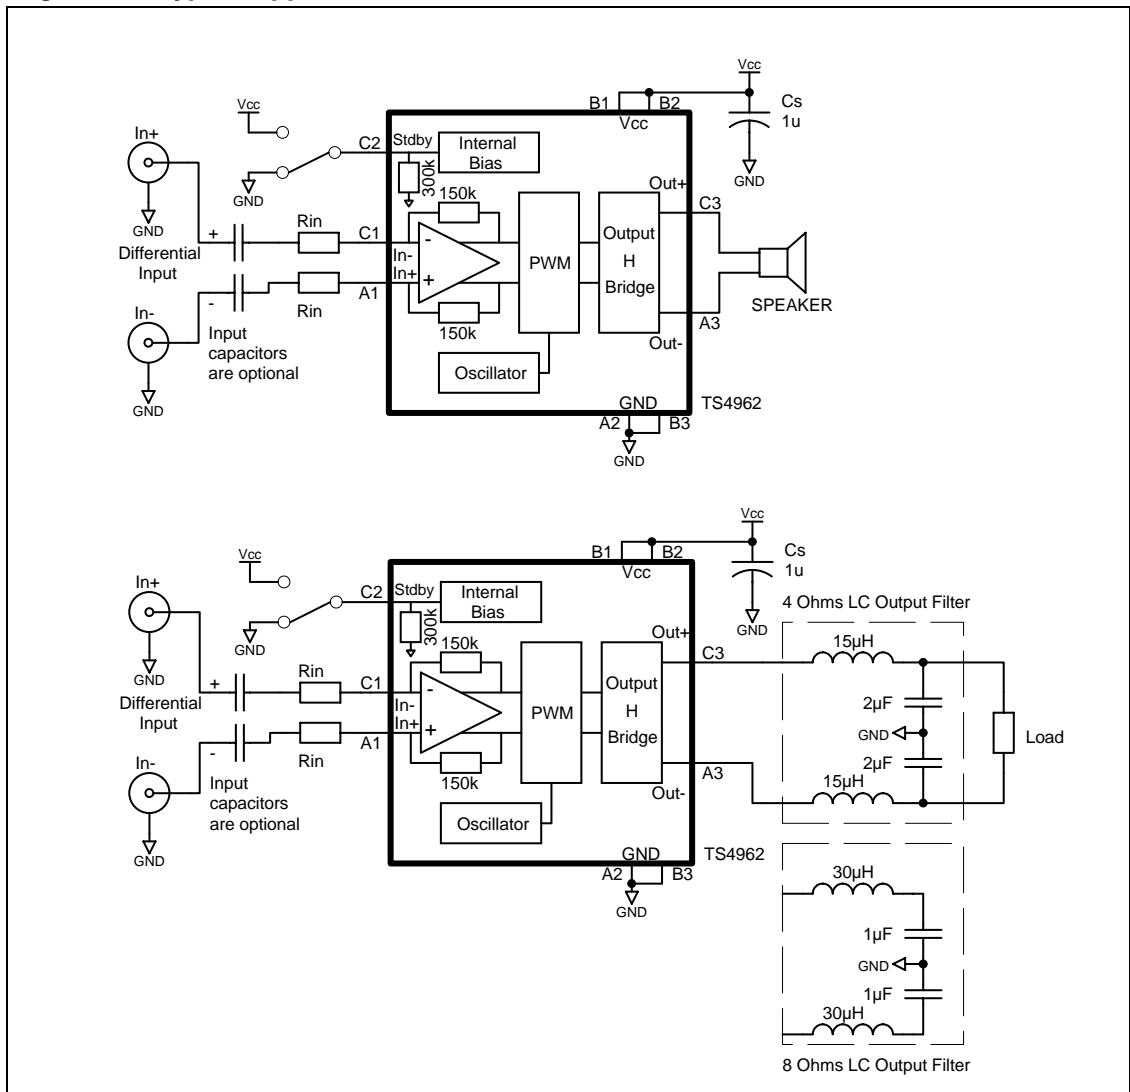 Vcc
B1
B2
Vcc
Cs
1u
GND
Vcc
In+
GND
C2
Stdby
Internal
Bias
300k
150k
GND
Differential
Input
+
Rin
C1
In-
-
In+
+
A1
-
Rin
150k
PWM
Output
H
Bridge
Out+
C3
SPEAKER
A3
Out-
In-
Input
capacitors
are optional
GND
Oscillator
GND
TS4962
A2
B3
GND
Vcc
B1
B2
Vcc
Cs
1u
GND
Vcc
In+
GND
C2
Stdby
Internal
Bias
300k
150k
GND
Differential
Input
+
Rin
C1
In-
-
In+
+
A1
-
Rin
150k
PWM
Output
H
Bridge
Out+
C3
A3
Out-
In-
Input
capacitors
are optional
GND
Oscillator
GND
TS4962
A2
B3
GND
4 Ohms LC Output Filter
15µH
2µF
GND
Load
2µF
15µH
30µH
1µF
GND
1µF
30µH
8 Ohms LC Output Filter